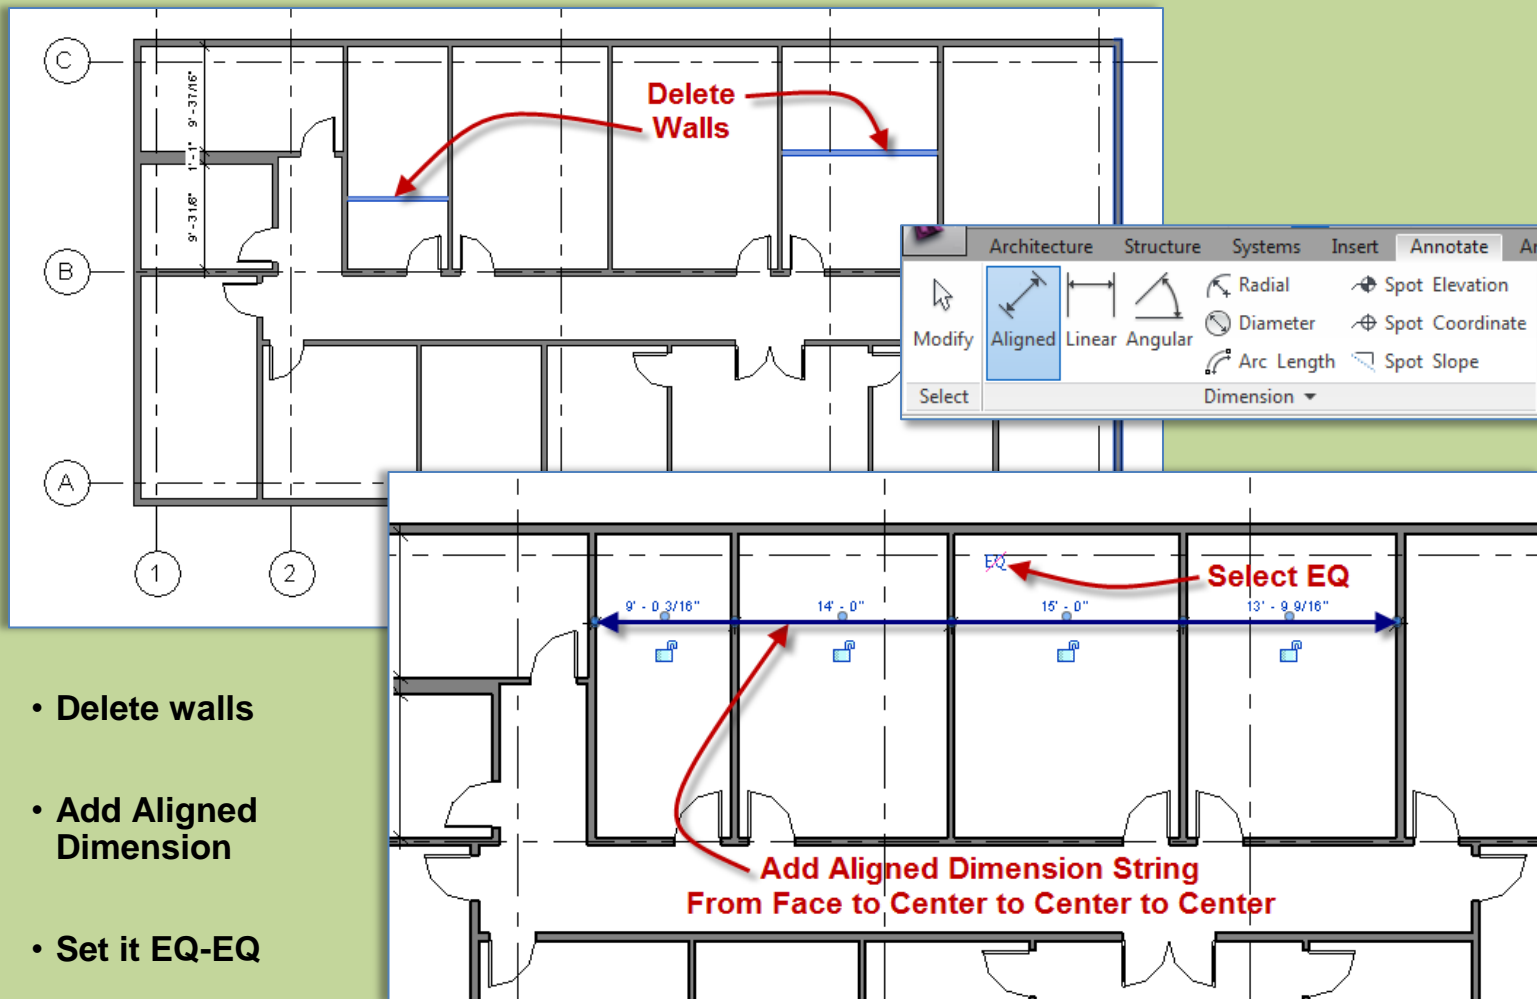 C
9' - 3 7/16"
Delete
Walls
1' - 1"
9' - 3 1/8"
B
Architecture Structure Systems Insert Annotate
Modify Aligned Linear Angular
Radial Spot Elevation
Diameter Spot Coordinate
Arc Length Spot Slope
Select Dimension
A
1 2
EQ
Select EQ
9' - 0 3/16" 14' - 0" 15' - 0" 13' - 9 9/16"
Add Aligned Dimension String
From Face to Center to Center to Center
• Delete walls
• Add Aligned
Dimension
• Set it EQ-EQ